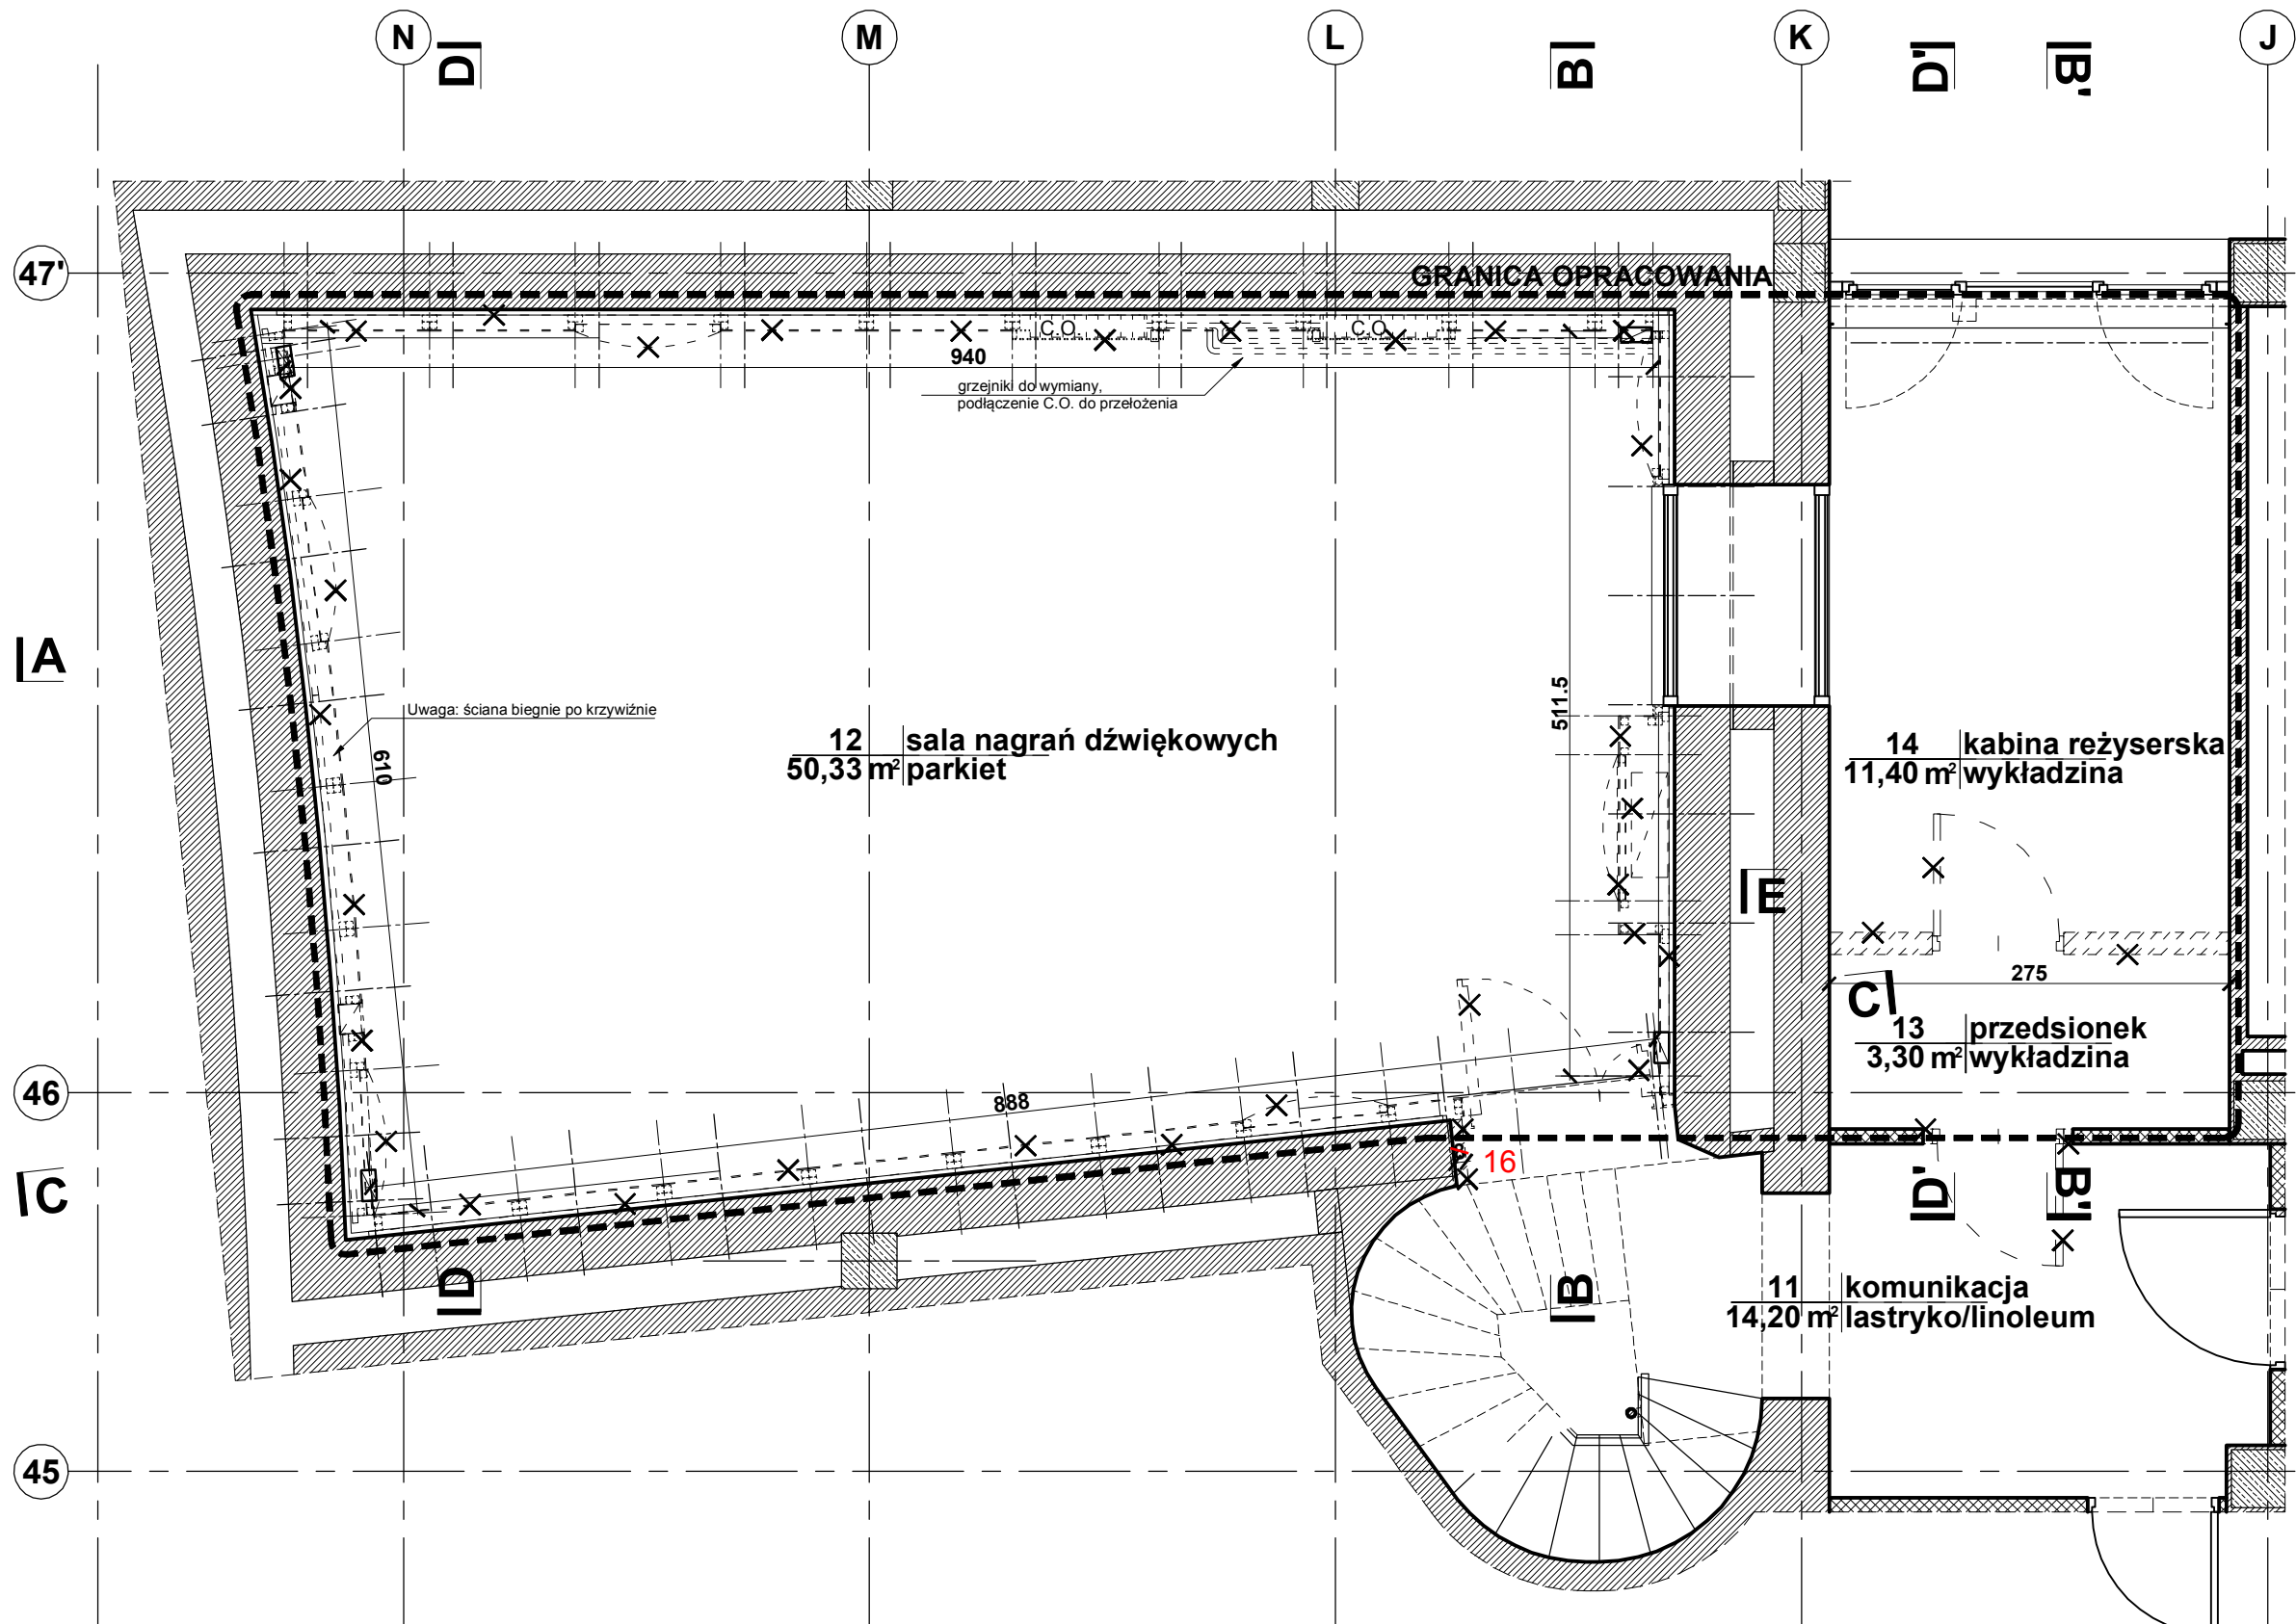 N
D
M
L
B
K
D'
B'
J
47'
GRANICA OPRACOWANIA
C.O.
C.O.
940
grzejniki do wymiany,
podłączenie C.O. do przełożenia
A
Uwaga: ściana biegnie po krzywiźnie
610
511.5
12 sala nagrań dźwiękowych
50,33 m² parkiet
14 kabina reżyserska
11,40 m² wykładzina
E
275
C
13 przedsionek
3,30 m² wykładzina
46
888
16
C
D
B
D'
B'
11 komunikacja
14,20 m² lastryko/linoleum
45